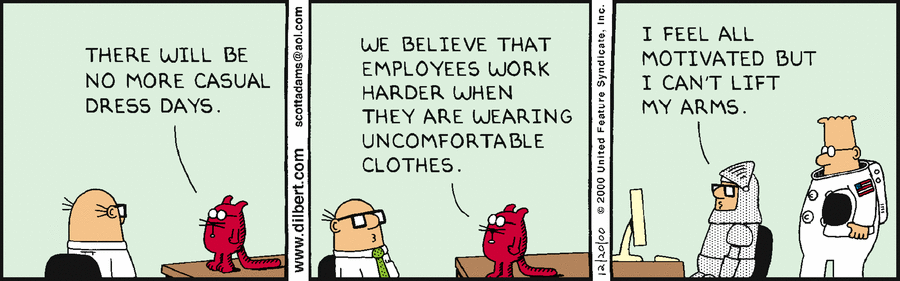 THERE WILL BE
NO MORE CASUAL
DRESS DAYS.
www.dilbert.com scottadams@aol.com
WE BELIEVE THAT
EMPLOYEES WORK
HARDER WHEN
THEY ARE WEARING
UNCOMFORTABLE
CLOTHES.
12/20/00 © 2000 United Feature Syndicate, Inc.
I FEEL ALL
MOTIVATED BUT
I CAN'T LIFT
MY ARMS.